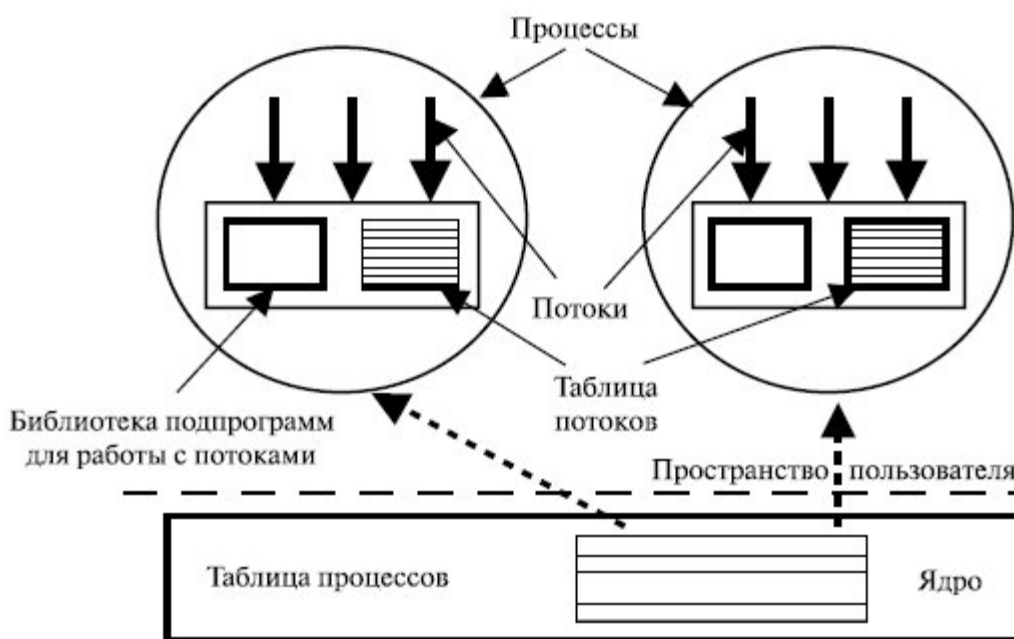 Процессы
Потоки
Таблица
потоков
Библиотека подпрограмм
для работы с потоками
Пространство пользователя
Таблица процессов
Ядро